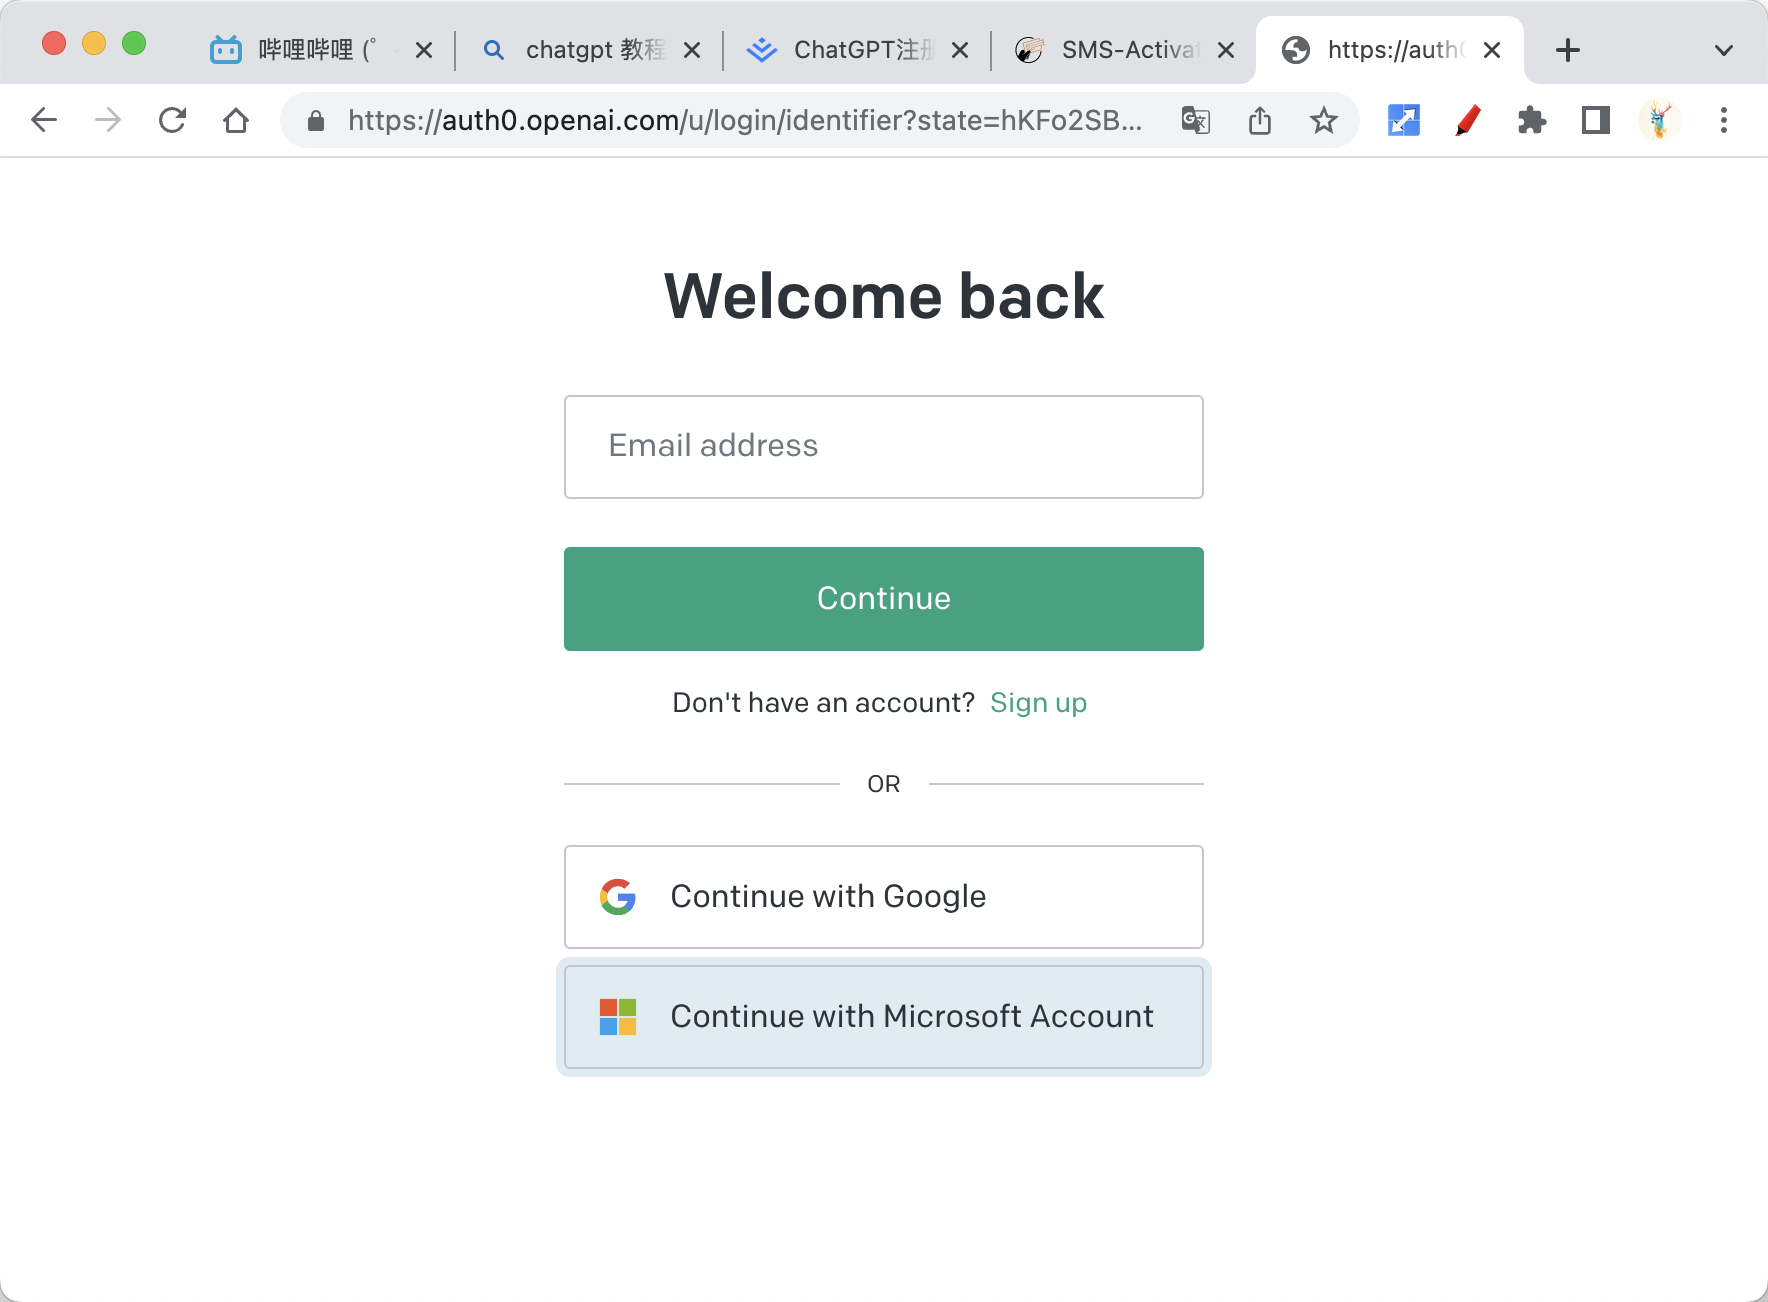 哔哩哔哩 (゜
chatgpt 教程
ChatGPT注册
SMS-Activat
https://auth0
https://auth0.openai.com/u/login/identifier?state=hKFo2SB...
Welcome back
Email address
Continue
Don't have an account? Sign up
OR
Continue with Google
Continue with Microsoft Account